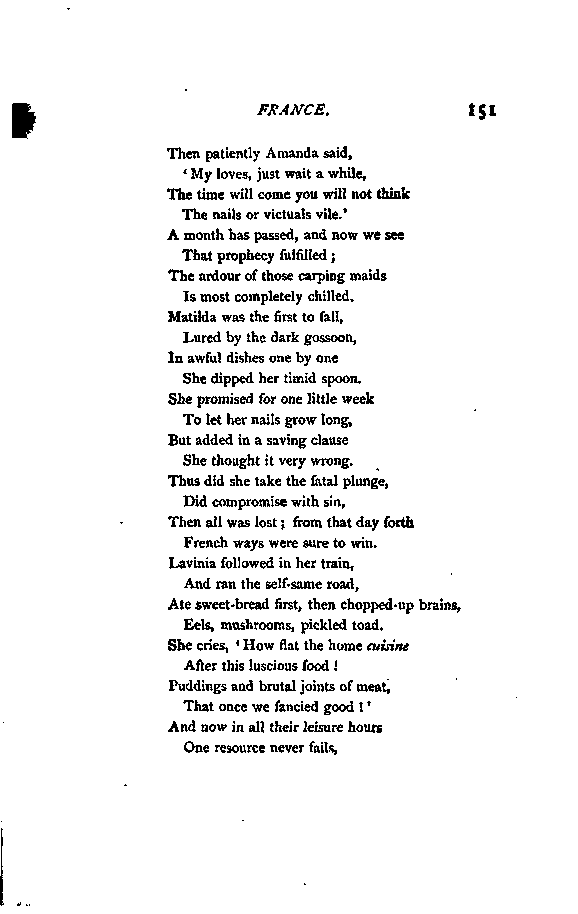 FRANCE. 151
Then patiently Amanda said,
‘My loves, just wait a while,
The time will come you will not think
The nails or victuals vile.’
A month has passed, and now we see
That prophecy fulfilled;
The ardour of those carping maids
Is most completely chilled.
Matilda was the first to fall,
Lured by the dark gossoon,
In awful dishes one by one
She dipped her timid spoon.
She promised for one little week
To let her nails grow long,
But added in a saving clause
She thought it very wrong.
Thus did she take the fatal plunge,
Did compromise with sin,
Then all was lost; from that day forth
French ways were sure to win.
Lavinia followed in her train,
And ran the self-same road,
Ate sweet-bread first, then chopped-up brains,
Eels, mushrooms, pickled toad.
She cries, ‘How flat the home cuisine
After this luscious food!
Puddings and brutal joints of meat,
That once we fancied good!’
And now in all their leisure hours
One resource never fails,